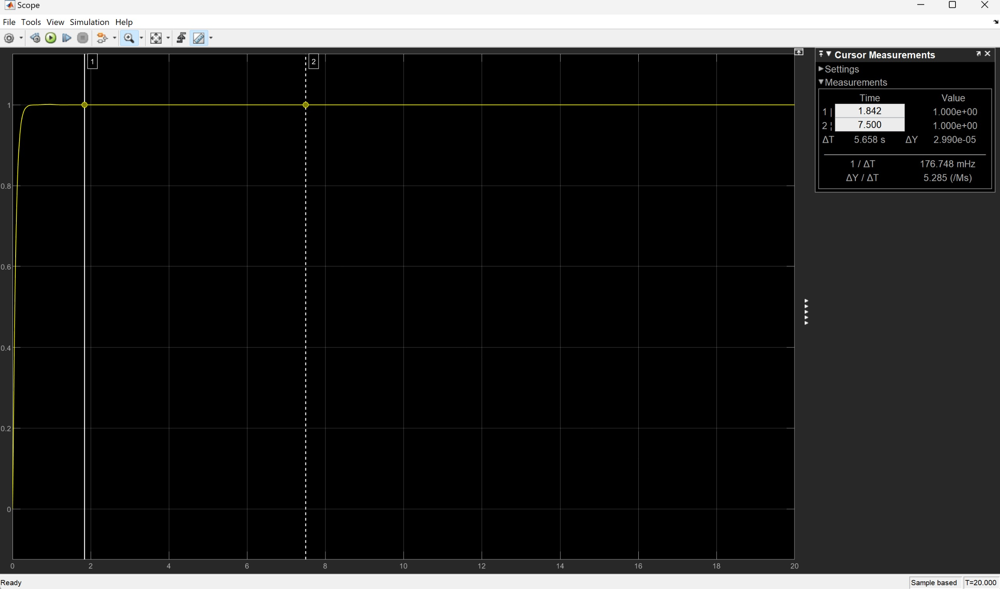 Scope
File Tools View Simulation Help
1
2
1
0.8
0.6
0.4
0.2
0
0 2 4 6 8 10 12 14 16 18 20
Cursor Measurements
Settings
Measurements
Time Value
1 | 1.842 1.000e+00
2 ¦ 7.500 1.000e+00
ΔT 5.658 s ΔY 2.990e-05
1 / ΔT 176.748 mHz
ΔY / ΔT 5.285 (/Ms)
Ready
Sample based T=20.000